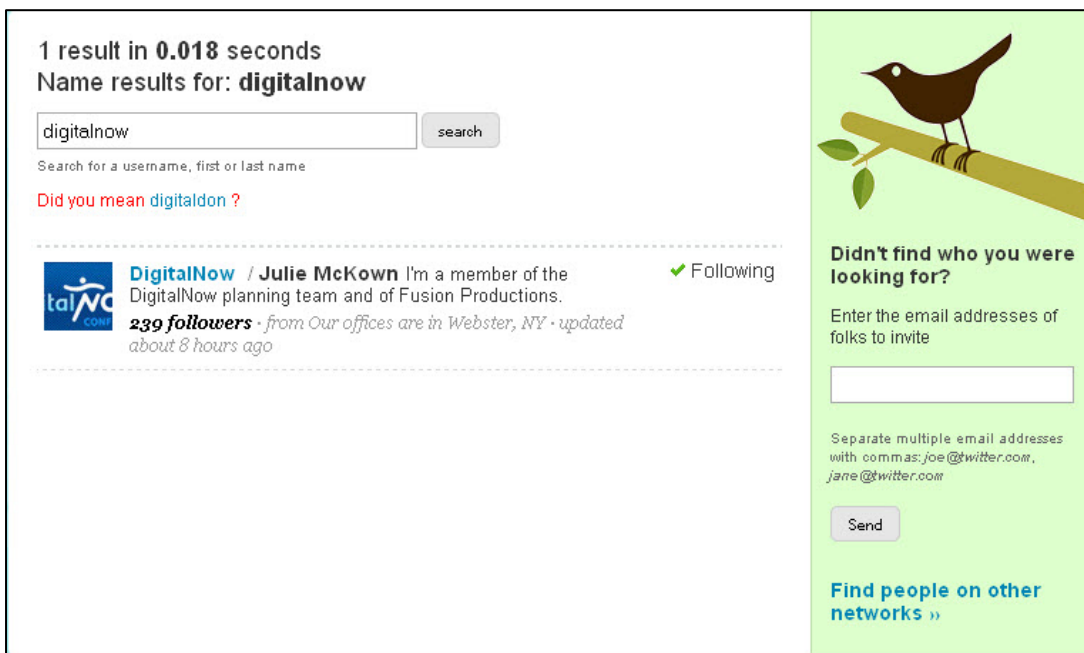 1 result in 0.018 seconds
Name results for: digitalnow
digitalnow
search
Search for a username, first or last name
Did you mean digitaldon ?
DigitalNow / Julie McKown I'm a member of the
DigitalNow planning team and of Fusion Productions.
239 followers · from Our offices are in Webster, NY · updated
about 8 hours ago
✔ Following
tal NO
CONF
Didn't find who you were
looking for?
Enter the email addresses of
folks to invite
Separate multiple email addresses
with commas: joe@twitter.com,
jane@twitter.com
Send
Find people on other
networks ››